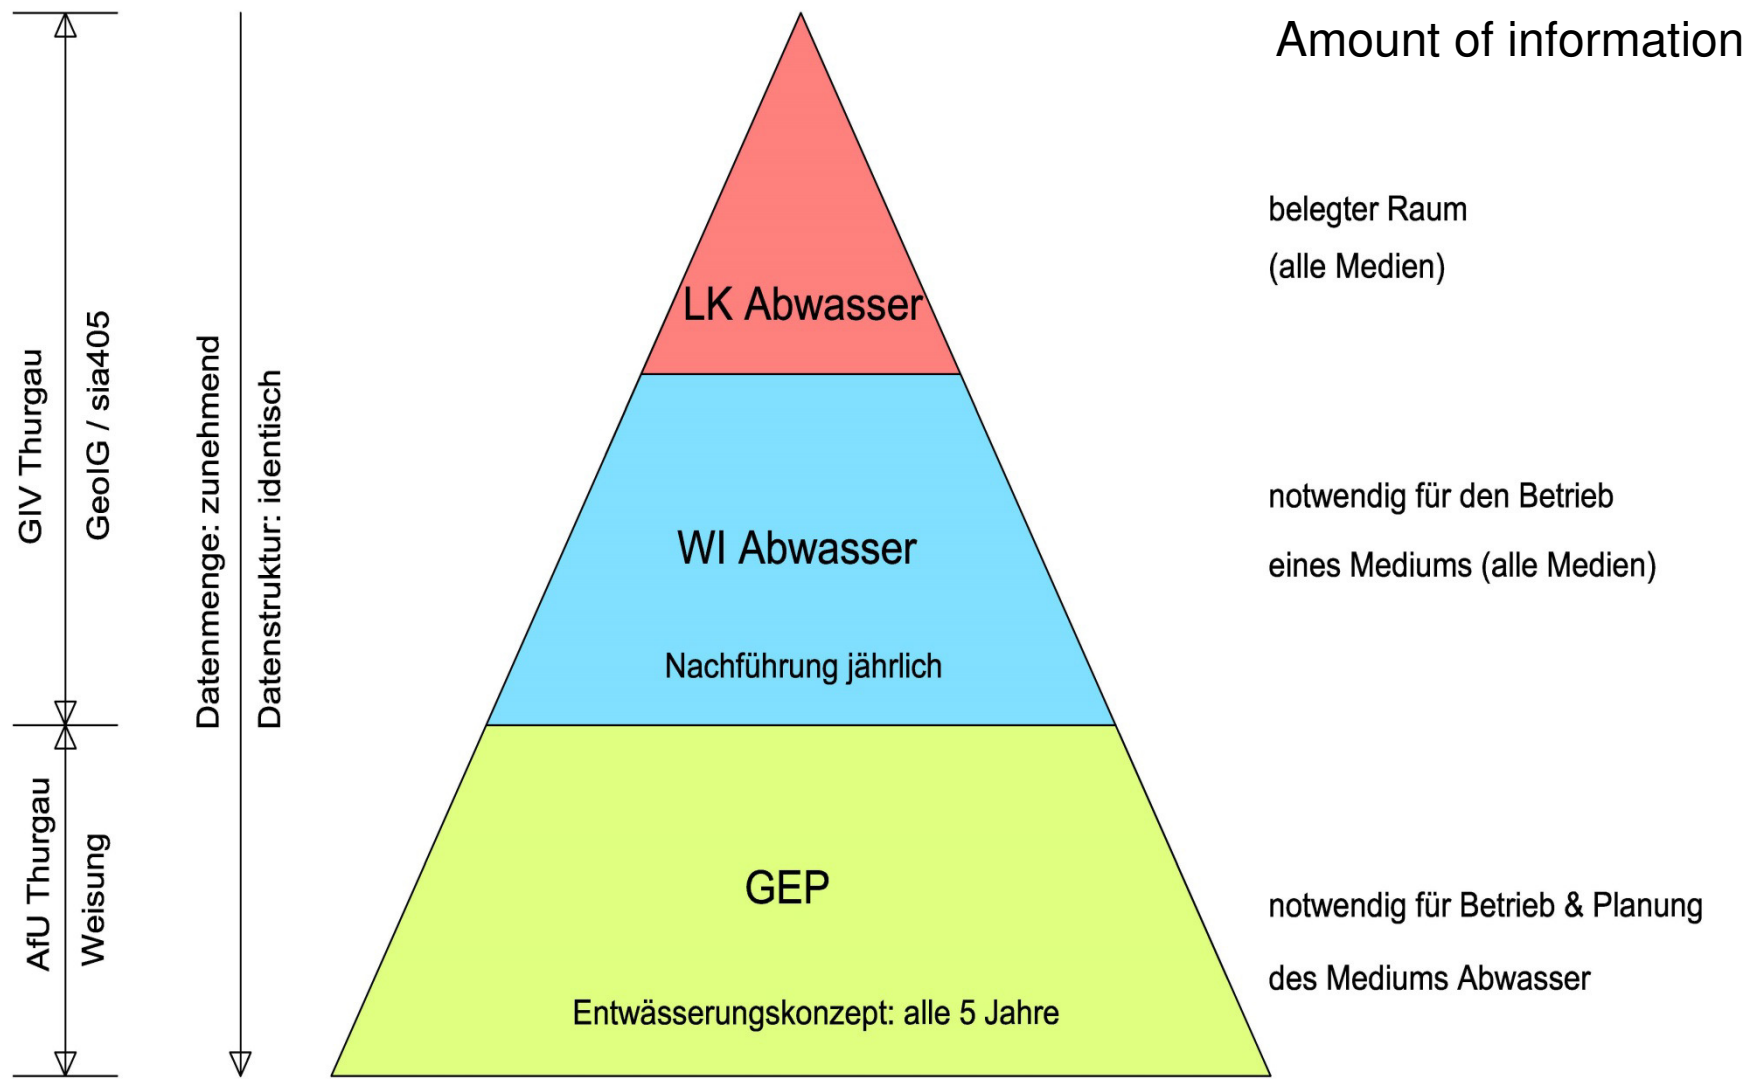 Amount of information
belegter Raum
(alle Medien)
LK Abwasser
GIV Thurgau
GeoIG / sia405
Datenmenge: zunehmend
Datenstruktur: identisch
notwendig für den Betrieb
eines Mediums (alle Medien)
WI Abwasser
Nachführung jährlich
AfU Thurgau
Weisung
GEP
notwendig für Betrieb & Planung
des Mediums Abwasser
Entwässerungskonzept: alle 5 Jahre